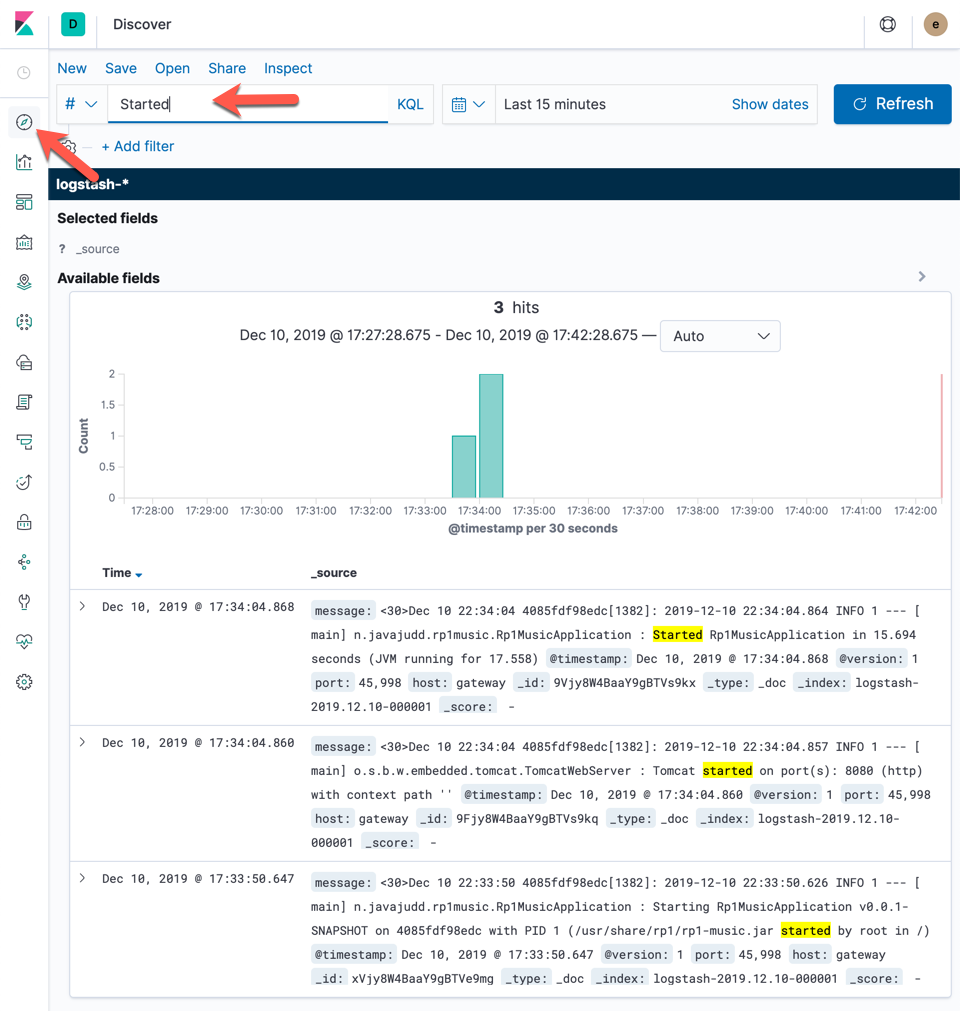 D Discover e
New Save Open Share Inspect
# Started KQL Last 15 minutes Show dates Refresh
+ Add filter
logstash-*
Selected fields
? _source
Available fields
3 hits
Dec 10, 2019 @ 17:27:28.675 - Dec 10, 2019 @ 17:42:28.675 — Auto
2
1.5
1
0.5
0
Count
17:28:00 17:29:00 17:30:00 17:31:00 17:32:00 17:33:00 17:34:00 17:35:00 17:36:00 17:37:00 17:38:00 17:39:00 17:40:00 17:41:00 17:42:00
@timestamp per 30 seconds
Time _source
Dec 10, 2019 @ 17:34:04.868 message: <30>Dec 10 22:34:04 4085fdf98edc[1382]: 2019-12-10 22:34:04.864 INFO 1 --- [
main] n.javajudd.rp1music.Rp1MusicApplication : Started Rp1MusicApplication in 15.694
seconds (JVM running for 17.558) @timestamp: Dec 10, 2019 @ 17:34:04.868 @version: 1
port: 45,998 host: gateway _id: 9Vjy8W4BaaY9gBTVs9kx _type: _doc _index: logstash-
2019.12.10-000001 _score: -
Dec 10, 2019 @ 17:34:04.860 message: <30>Dec 10 22:34:04 4085fdf98edc[1382]: 2019-12-10 22:34:04.857 INFO 1 --- [
main] o.s.b.w.embedded.tomcat.TomcatWebServer : Tomcat started on port(s): 8080 (http)
with context path '' @timestamp: Dec 10, 2019 @ 17:34:04.860 @version: 1 port: 45,998
host: gateway _id: 9Fjy8W4BaaY9gBTVs9kq _type: _doc _index: logstash-2019.12.10-
000001 _score: -
Dec 10, 2019 @ 17:33:50.647 message: <30>Dec 10 22:33:50 4085fdf98edc[1382]: 2019-12-10 22:33:50.626 INFO 1 --- [
main] n.javajudd.rp1music.Rp1MusicApplication : Starting Rp1MusicApplication v0.0.1-
SNAPSHOT on 4085fdf98edc with PID 1 (/usr/share/rp1/rp1-music.jar started by root in /)
@timestamp: Dec 10, 2019 @ 17:33:50.647 @version: 1 port: 45,998 host: gateway
_id: xVjy8W4BaaY9gBTVe9mg _type: _doc _index: logstash-2019.12.10-000001 _score: -